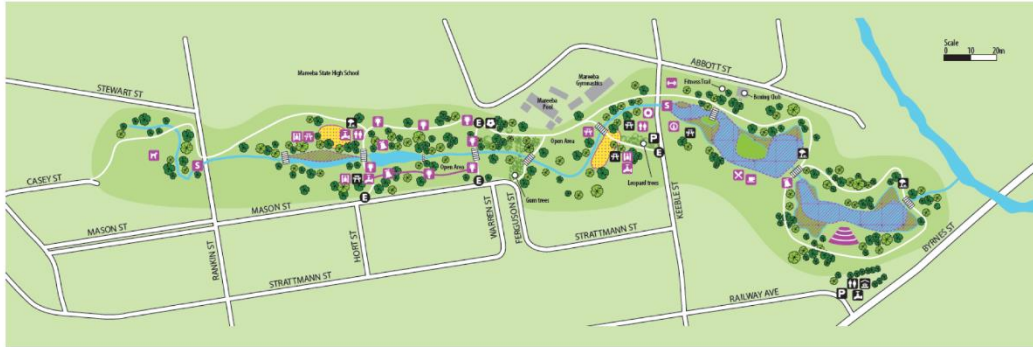 Scale
0 10 20m
ABBOTT ST
Mareeba State High School
Mareeba
Gymnastics
Fitness Trail
Boxing Club
STEWART ST
Mareeba
Pool
S
P
E
Open Area
Open Area
E
Leopard trees
S
CASEY ST
E
Gum trees
E
MASON ST
MASON ST
RANKIN ST
HORT ST
WARREN ST
FERGUSON ST
STRATTMANN ST
KEEBLE ST
STRATTMANN ST
BYRNES ST
RAILWAY AVE
P